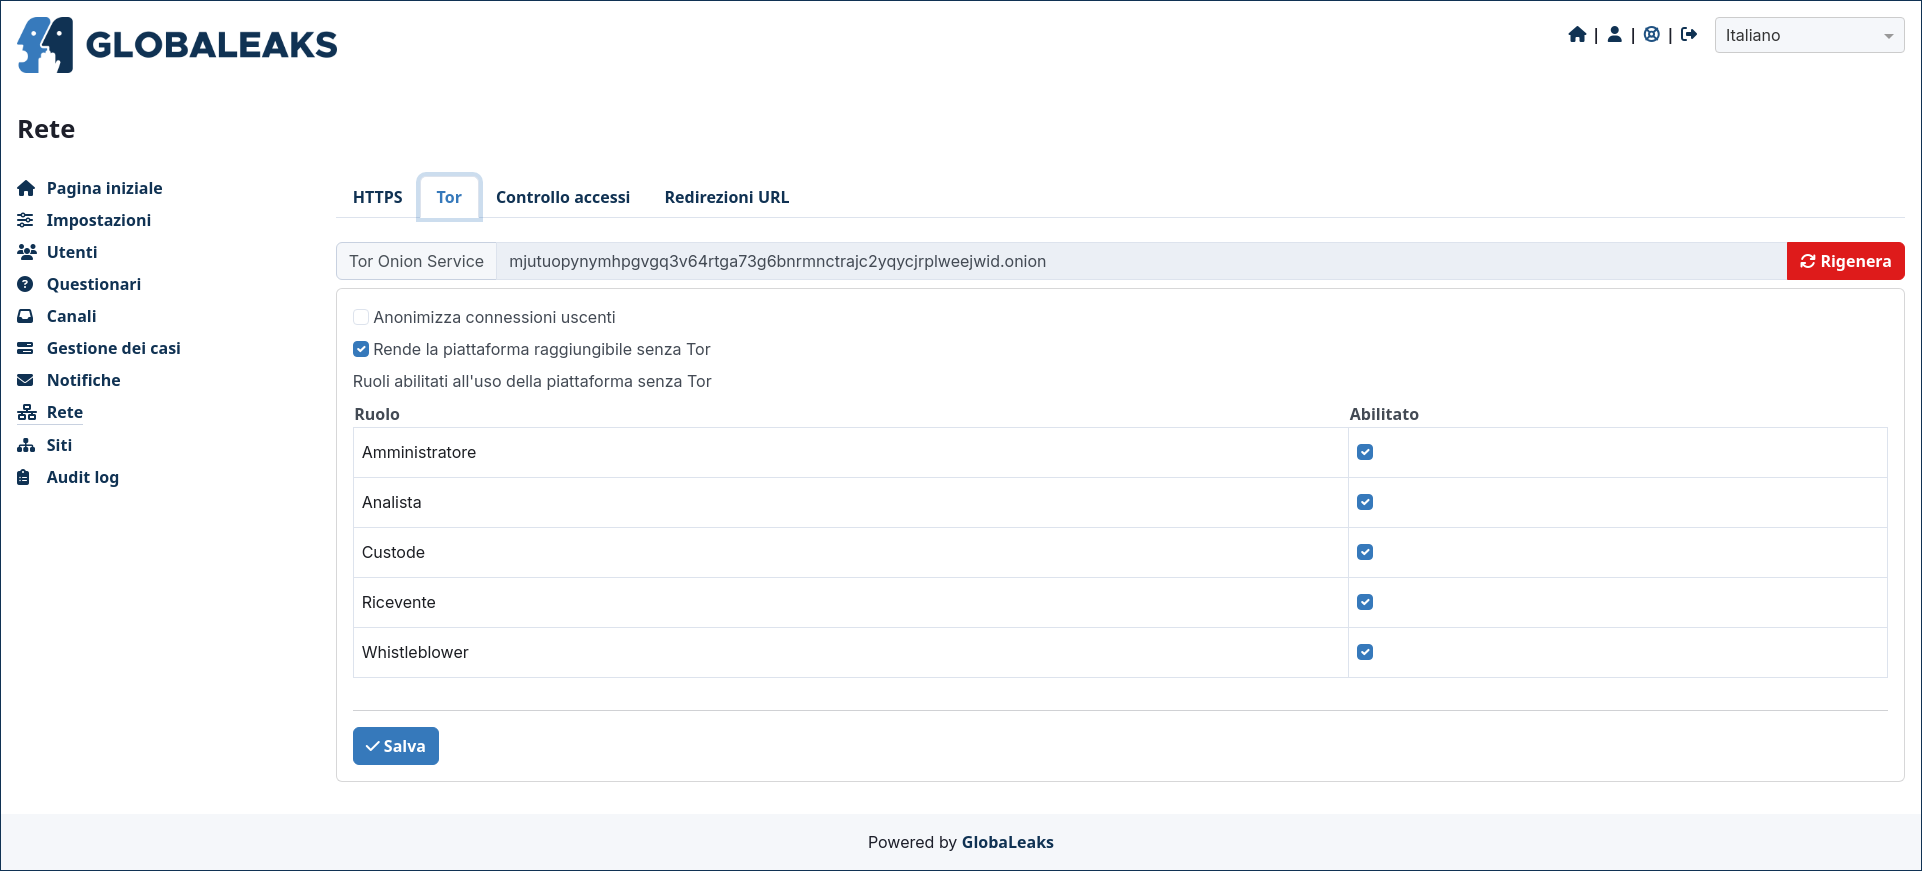 GLOBALEAKS
| | |
Italiano
Rete
Pagina iniziale
Impostazioni
Utenti
Questionari
Canali
Gestione dei casi
Notifiche
Rete
Siti
Audit log
HTTPS Tor Controllo accessi Redirezioni URL
Tor Onion Service mjutuopynymhpgvgq3v64rtga73g6bnrmnctrajc2yqycjrplweejwid.onion Rigenera
Anonimizza connessioni uscenti
Rende la piattaforma raggiungibile senza Tor
Ruoli abilitati all'uso della piattaforma senza Tor
Ruolo Abilitato
Amministratore
Analista
Custode
Ricevente
Whistleblower
Salva
Powered by GlobaLeaks